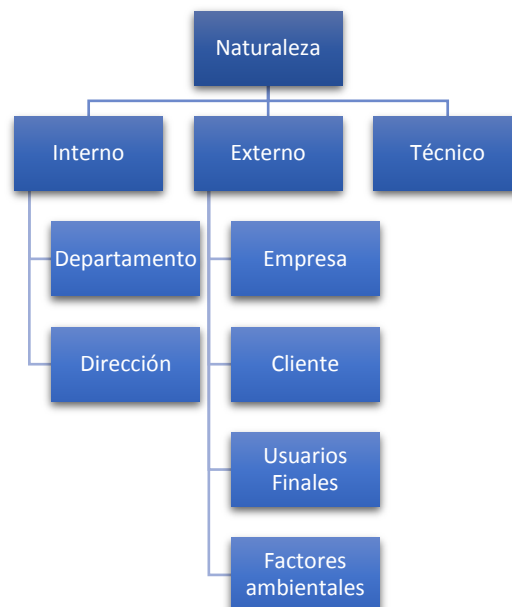 Naturaleza
Interno
Externo
Técnico
Departamento
Empresa
Dirección
Cliente
Usuarios
Finales
Factores
ambientales